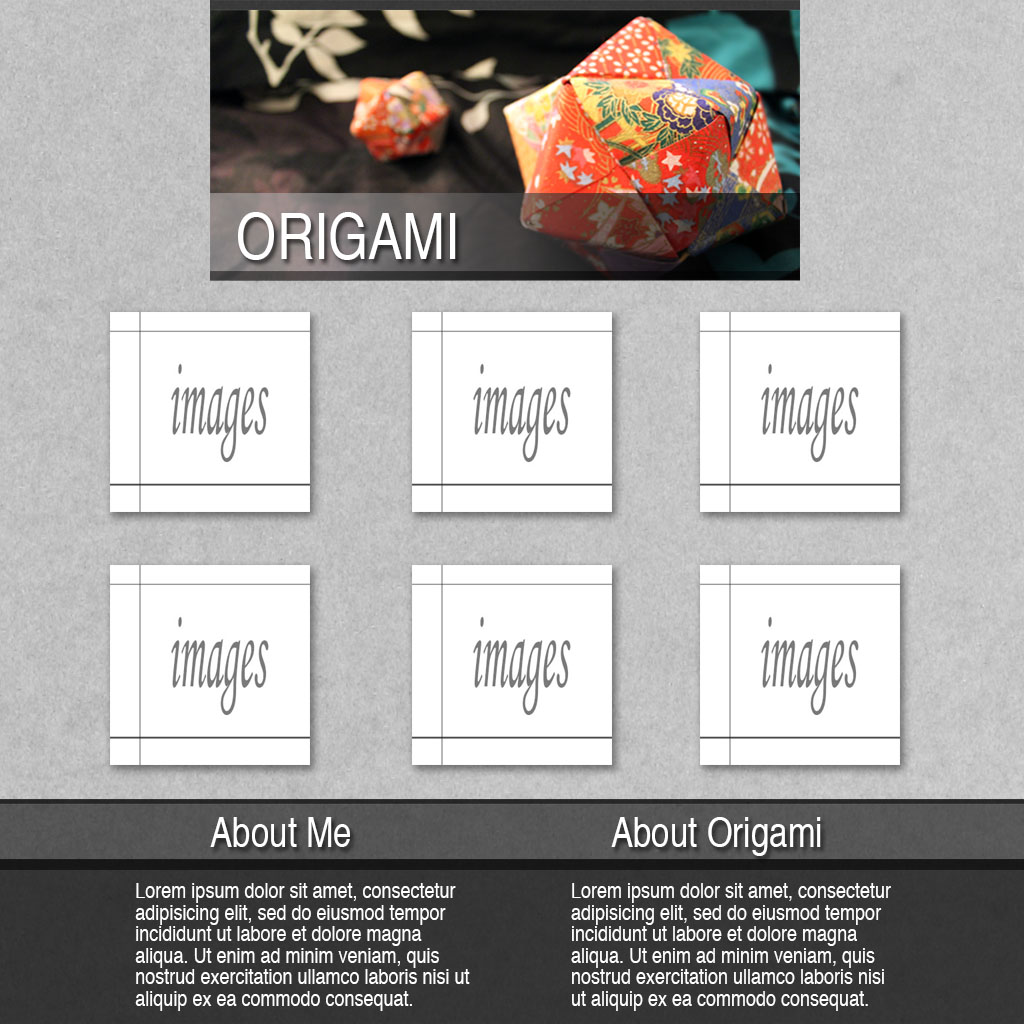 ORIGAMI
images
images
images
images
images
images
About Me
About Origami
Lorem ipsum dolor sit amet, consectetur
adipisicing elit, sed do eiusmod tempor
incididunt ut labore et dolore magna
aliqua. Ut enim ad minim veniam, quis
nostrud exercitation ullamco laboris nisi ut
aliquip ex ea commodo consequat.
Lorem ipsum dolor sit amet, consectetur
adipisicing elit, sed do eiusmod tempor
incididunt ut labore et dolore magna
aliqua. Ut enim ad minim veniam, quis
nostrud exercitation ullamco laboris nisi
ut aliquip ex ea commodo consequat.